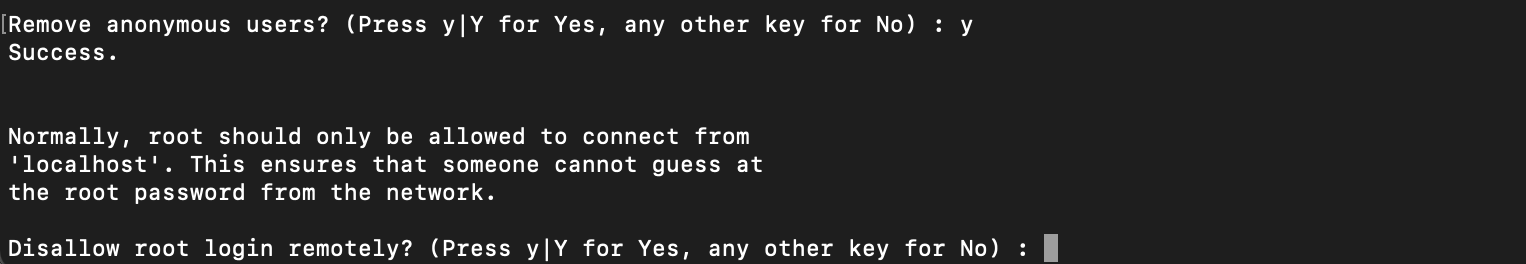 [Remove anonymous users? (Press y|Y for Yes, any other key for No) : y
Success.
Normally, root should only be allowed to connect from
'localhost'. This ensures that someone cannot guess at
the root password from the network.
Disallow root login remotely? (Press y|Y for Yes, any other key for No) :